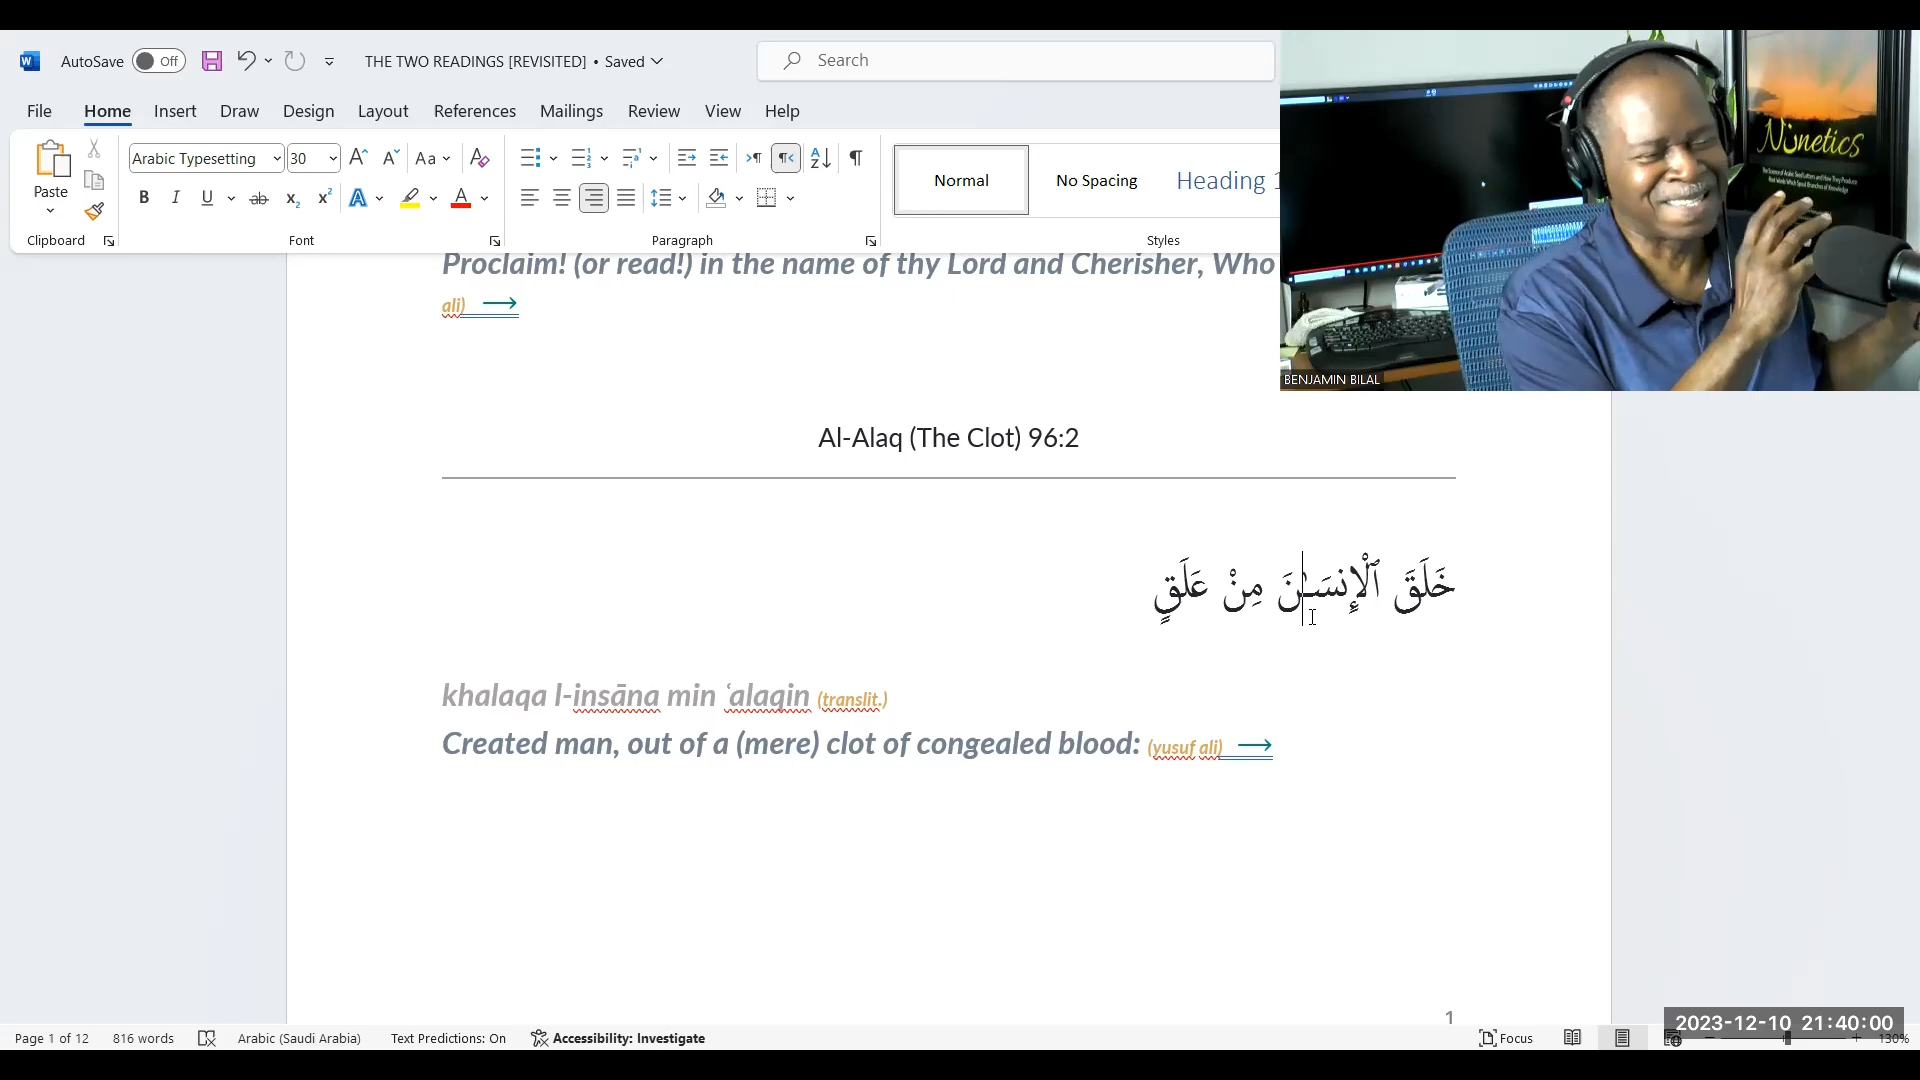 AutoSave Off THE TWO READINGS [REVISITED] • Saved Search
File Home Insert Draw Design Layout References Mailings Review View Help
Paste
Clipboard
Arabic Typesetting 30
Font
Paragraph
Normal No Spacing Heading 1
Styles
Nunetics
BENJAMIN BILAL
Proclaim! (or read!) in the name of thy Lord and Cherisher, Who
ali) →
Al-Alaq (The Clot) 96:2
خَلَقَ ٱلْإِنسَـٰنَ مِنْ عَلَقٍ
khalaqa l-insāna min ʿalaqin (translit.)
Created man, out of a (mere) clot of congealed blood: (yusuf ali) →
1
2023-12-10 21:40:00
Page 1 of 12 816 words Arabic (Saudi Arabia) Text Predictions: On Accessibility: Investigate Focus 130%